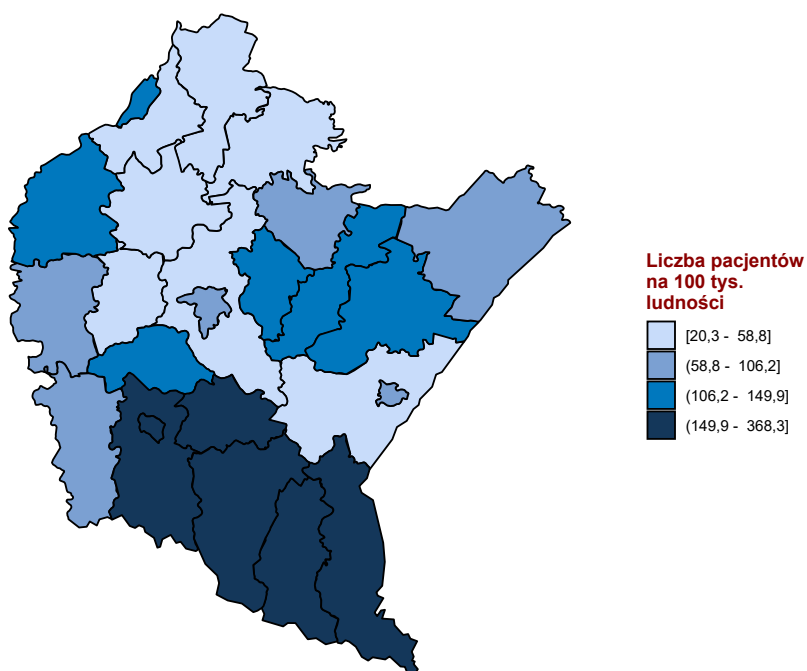 Liczba pacjentów
na 100 tys.
ludności
[20,3 - 58,8]
(58,8 - 106,2]
(106,2 - 149,9]
(149,9 - 368,3]